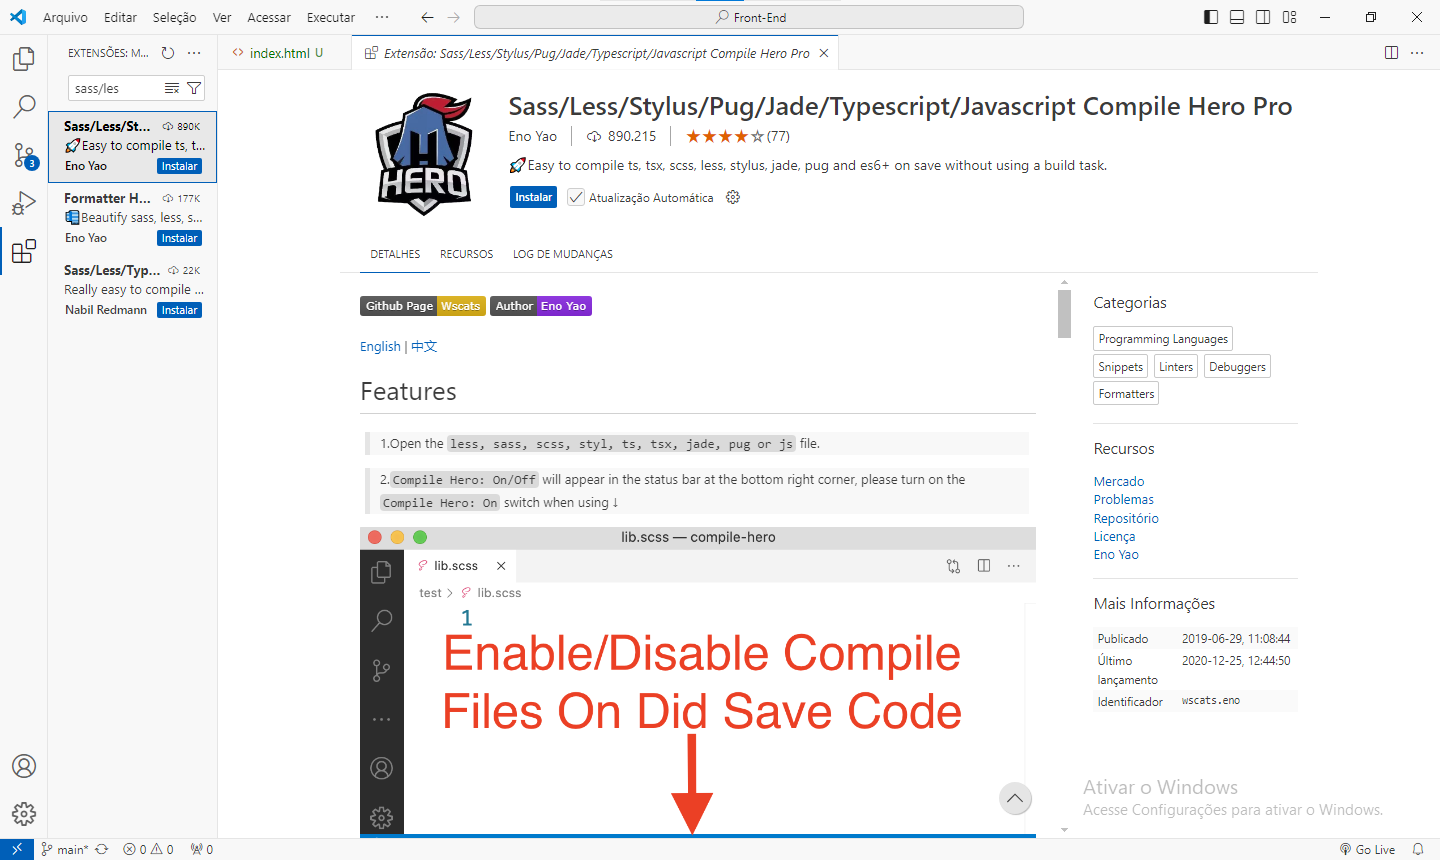 Arquivo Editar Seleção Ver Acessar Executar ··· Front-End
EXTENSÕES: M... ···
index.html U
Extensão: Sass/Less/Stylus/Pug/Jade/Typescript/Javascript Compile Hero Pro
sass/les
Sass/Less/St... 890K
🚀Easy to compile ts, t...
Eno Yao Instalar
Formatter H... 177K
Beautify sass, less, s...
Eno Yao Instalar
Sass/Less/Typ... 22K
Really easy to compile ...
Nabil Redmann Instalar
HERO
Sass/Less/Stylus/Pug/Jade/Typescript/Javascript Compile Hero Pro
Eno Yao 890.215 ★★★★☆(77)
🚀Easy to compile ts, tsx, scss, less, stylus, jade, pug and es6+ on save without using a build task.
Instalar Atualização Automática
DETALHES RECURSOS LOG DE MUDANÇAS
Github Page Wscats Author Eno Yao
English | 中文
Features
1.Open the less, sass, scss, styl, ts, tsx, jade, pug or js file.
2.Compile Hero: On/Off will appear in the status bar at the bottom right corner, please turn on the
Compile Hero: On switch when using ↓
lib.scss — compile-hero
lib.scss ···
test > lib.scss
1
Enable/Disable Compile
Files On Did Save Code
Categorias
Programming Languages
Snippets Linters Debuggers
Formatters
Recursos
Mercado
Problemas
Repositório
Licença
Eno Yao
Mais Informações
Publicado 2019-06-29, 11:08:44
Último 2020-12-25, 12:44:50
lançamento
Identificador wscats.eno
Ativar o Windows
Acesse Configurações para ativar o Windows.
3
main* 0 0 0 Go Live